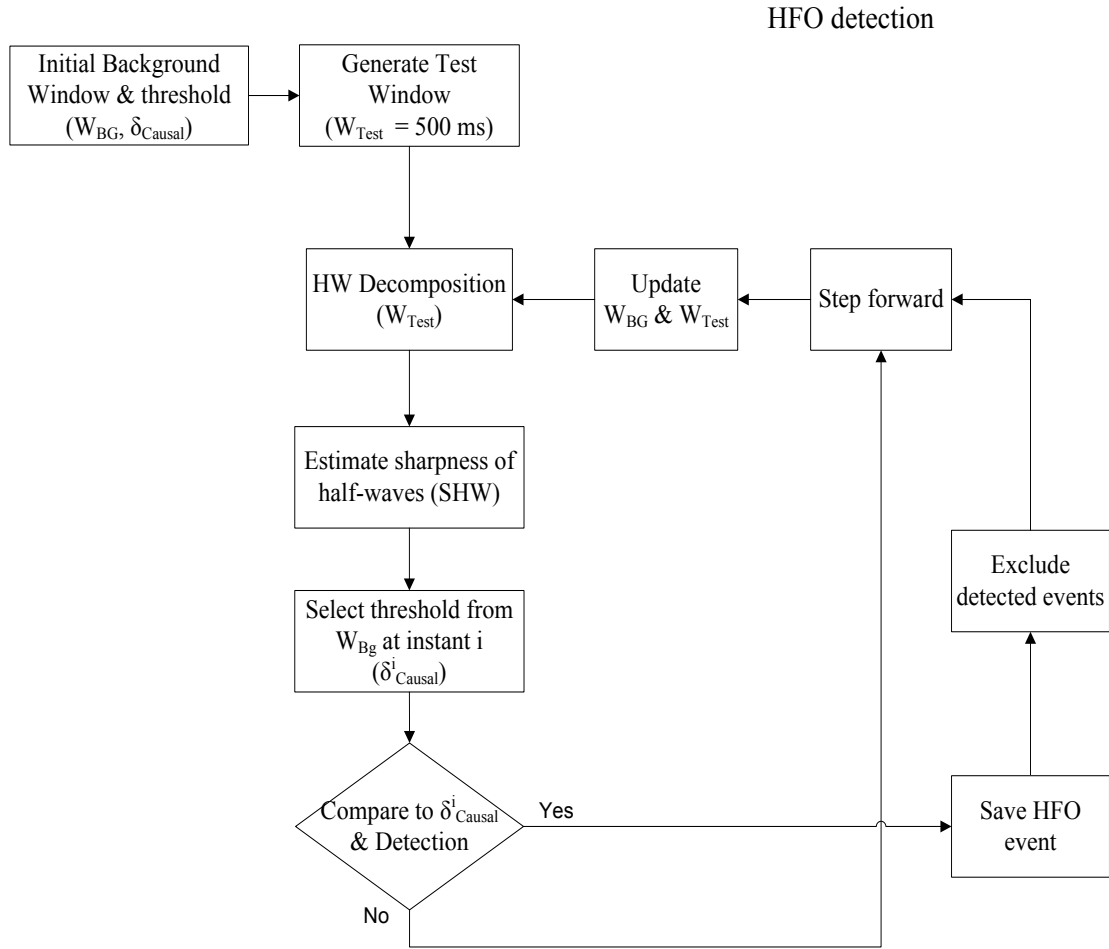 HFO detection
Initial Background
Window & threshold
(W_BG, δ_Causal)
Generate Test
Window
(W_Test = 500 ms)
HW Decomposition
(W_Test)
Update
W_BG & W_Test
Step forward
Estimate sharpness of
half-waves (SHW)
Exclude
detected events
Select threshold from
W_Bg at instant i
(δ^i_Causal)
Compare to δ^i_Causal
& Detection
Yes
Save HFO
event
No